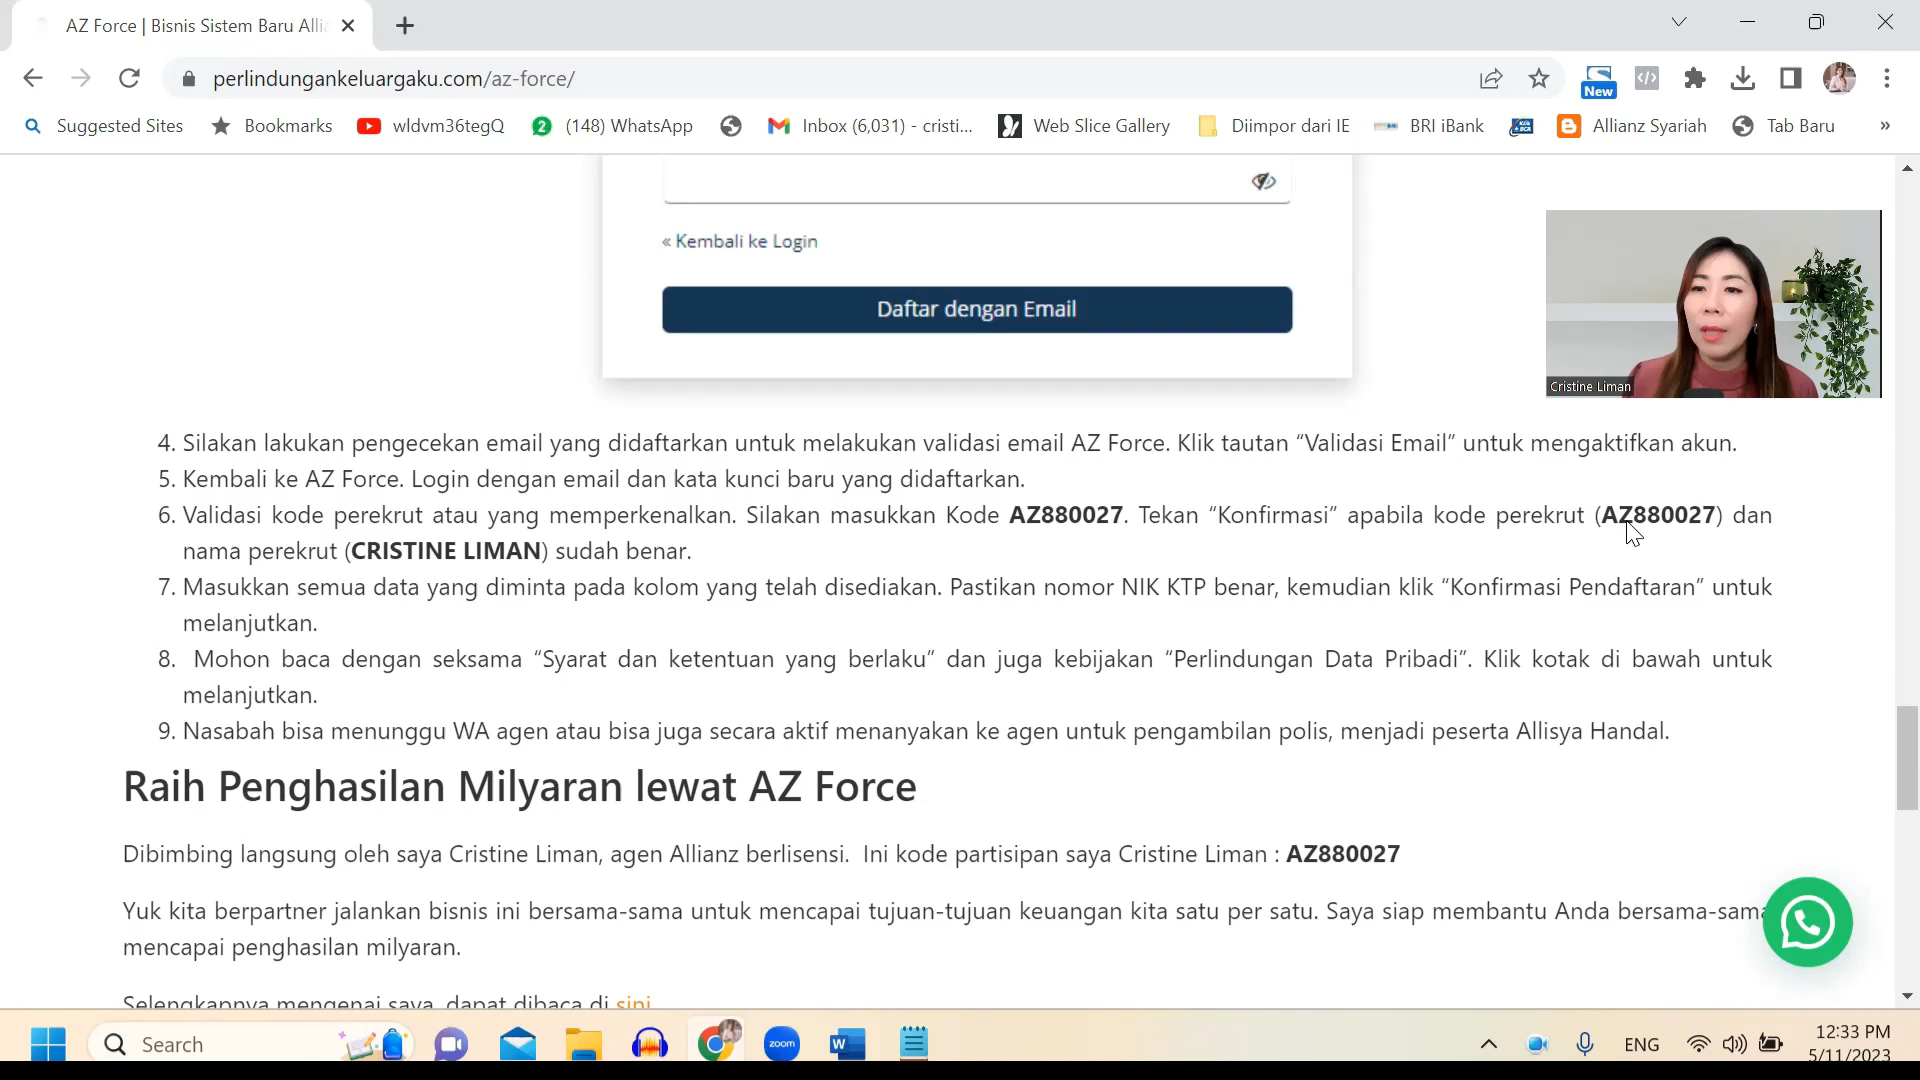 AZ Force | Bisnis Sistem Baru Alli
perlindungankeluargaku.com/az-force/
New
Suggested Sites
Bookmarks
wldvm36tegQ
2
(148) WhatsApp
Inbox (6,031) - cristi...
Web Slice Gallery
Diimpor dari IE
BRI iBank
Allianz Syariah
Tab Baru
»
« Kembali ke Login
Daftar dengan Email
Cristine Liman
4. Silakan lakukan pengecekan email yang didaftarkan untuk melakukan validasi email AZ Force. Klik tautan “Validasi Email” untuk mengaktifkan akun.
5. Kembali ke AZ Force. Login dengan email dan kata kunci baru yang didaftarkan.
6. Validasi kode perekrut atau yang memperkenalkan. Silakan masukkan Kode AZ880027. Tekan “Konfirmasi” apabila kode perekrut (AZ880027) dan
nama perekrut (CRISTINE LIMAN) sudah benar.
7. Masukkan semua data yang diminta pada kolom yang telah disediakan. Pastikan nomor NIK KTP benar, kemudian klik “Konfirmasi Pendaftaran” untuk
melanjutkan.
8. Mohon baca dengan seksama “Syarat dan ketentuan yang berlaku” dan juga kebijakan “Perlindungan Data Pribadi”. Klik kotak di bawah untuk
melanjutkan.
9. Nasabah bisa menunggu WA agen atau bisa juga secara aktif menanyakan ke agen untuk pengambilan polis, menjadi peserta Allisya Handal.
Raih Penghasilan Milyaran lewat AZ Force
Dibimbing langsung oleh saya Cristine Liman, agen Allianz berlisensi. Ini kode partisipan saya Cristine Liman : AZ880027
Yuk kita berpartner jalankan bisnis ini bersama-sama untuk mencapai tujuan-tujuan keuangan kita satu per satu. Saya siap membantu Anda bersama-sama
mencapai penghasilan milyaran.
Selengkapnya mengenai saya, dapat dibaca di sini
Search
zoom
ENG
12:33 PM
5/11/2023